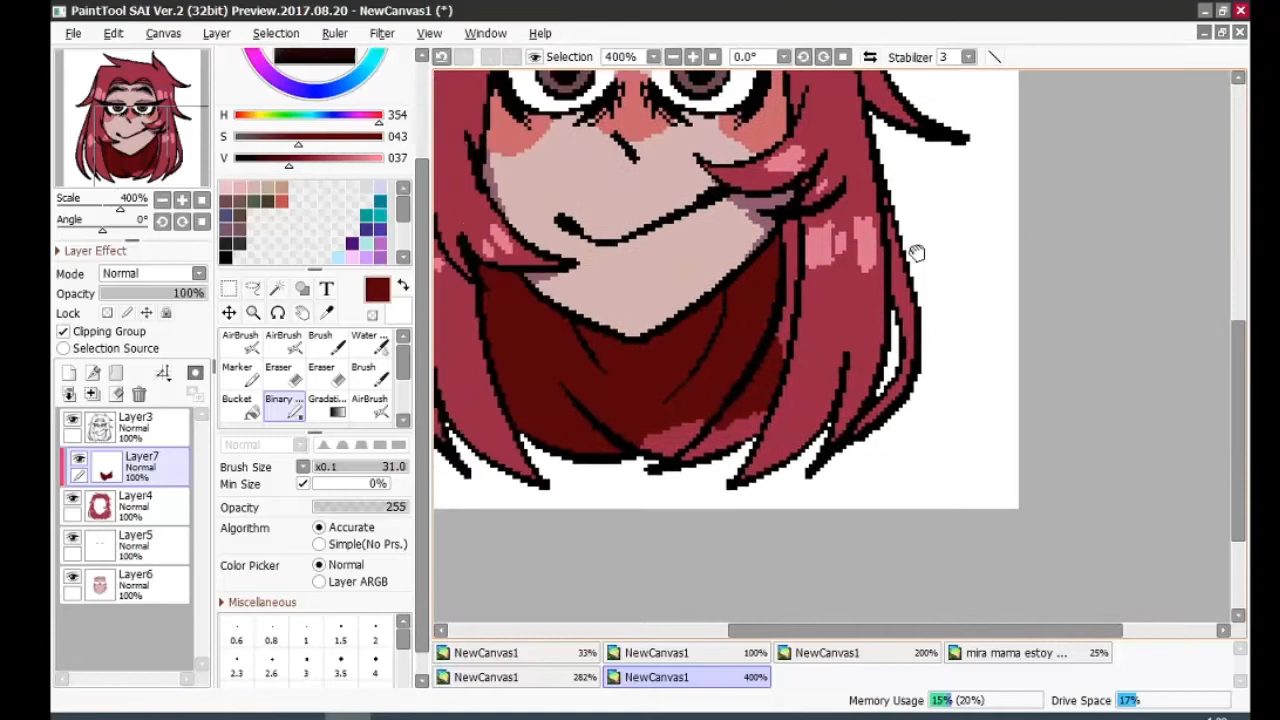 PaintTool SAI Ver.2 (32bit) Preview.2017.08.20 - NewCanvas1 (*)
File Edit Canvas Layer Selection Ruler Filter View Window Help
Selection 400% 0.0° Stabilizer 3
Scale 400%
Angle 0°
Layer Effect
Mode Normal
Opacity 100%
Lock
Clipping Group
Selection Source
Layer3
Normal
100%
Layer7
Normal
100%
Layer4
Normal
100%
Layer5
Normal
100%
Layer6
Normal
100%
H 354
S 043
V 037
T
AirBrush AirBrush Brush Water ...
Marker Eraser Eraser Brush
Bucket Binary ... Gradati... AirBrush
Normal
Brush Size x0.1 31.0
Min Size 0%
Opacity 255
Algorithm Accurate
Simple(No Prs.)
Color Picker Normal
Layer ARGB
Miscellaneous
0.6 0.8 1 1.5 2
2.3 2.6 3 3.5 4
NewCanvas1 33% NewCanvas1 100% NewCanvas1 200% mira mama estoy ... 25%
NewCanvas1 282% NewCanvas1 400%
Memory Usage 15% (20%) Drive Space 17%